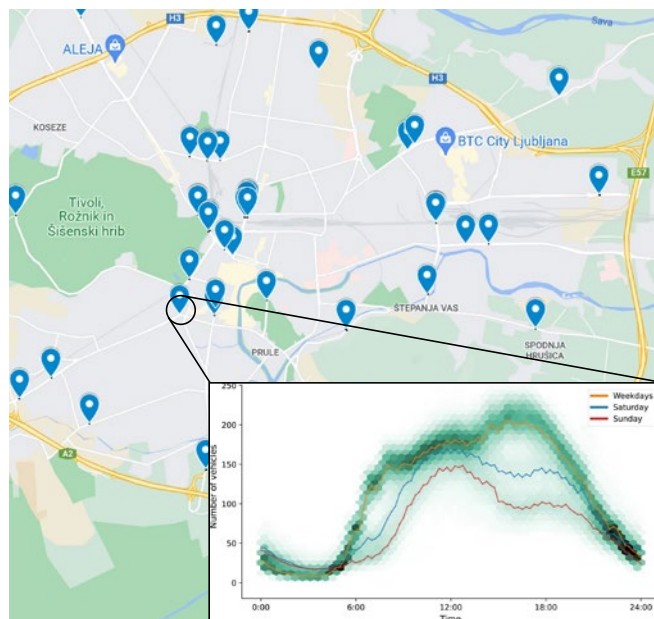 H3
Sava
ALEJA
H3
KOSEZE
BTC City Ljubljana
E57
Tivoli,
Rožnik in
Šišenski hrib
ŠTEPANJA VAS
SPODNJA
HRUŠICA
PRULE
A2
250
200
150
100
50
0
Number of vehicles
Weekdays
Saturday
Sunday
0:00
6:00
12:00
18:00
24:00
Time